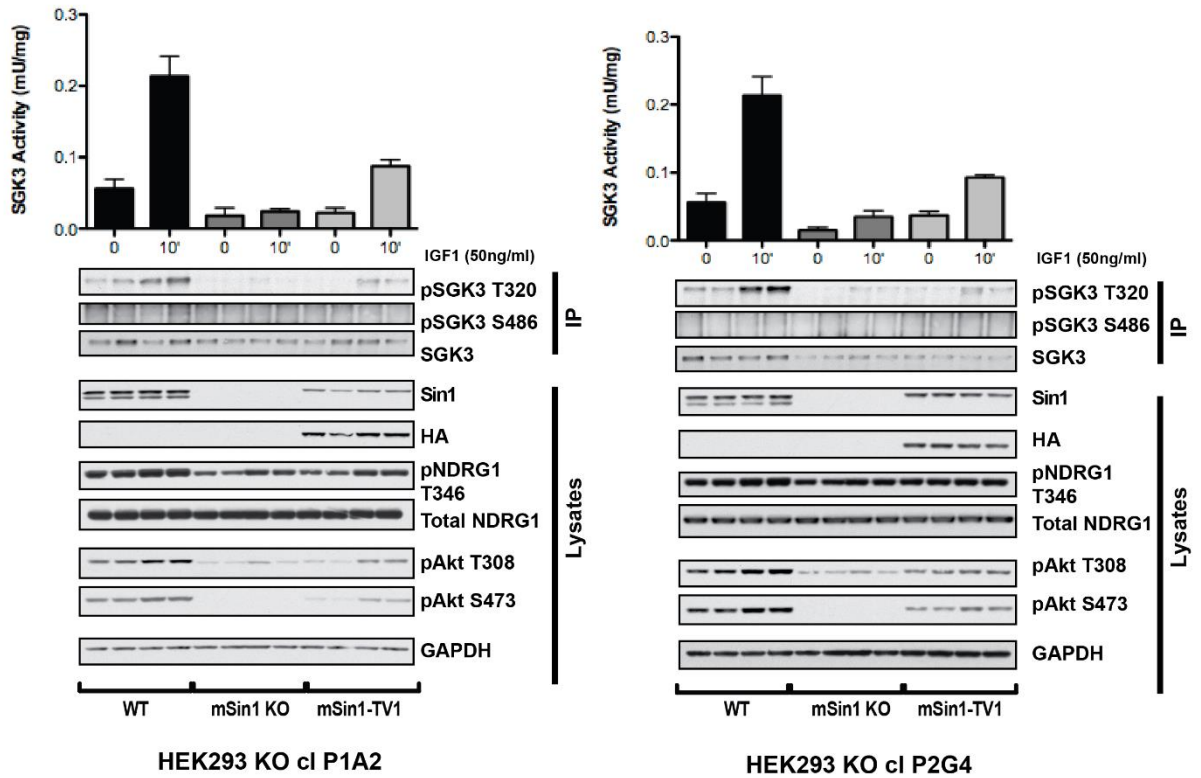 SGK3 Activity (mU/mg)
0.3
0.2
0.1
0.0
0 10' 0 10' 0 10'
IGF1 (50ng/ml)
pSGK3 T320
pSGK3 S486
SGK3
IP
Sin1
HA
pNDRG1
T346
Total NDRG1
pAkt T308
pAkt S473
GAPDH
Lysates
WT mSin1 KO mSin1-TV1
HEK293 KO cl P1A2
SGK3 Activity (mU/mg)
0.3
0.2
0.1
0.0
0 10' 0 10' 0 10'
IGF1 (50ng/ml)
pSGK3 T320
pSGK3 S486
SGK3
IP
Sin1
HA
pNDRG1
T346
Total NDRG1
pAkt T308
pAkt S473
GAPDH
Lysates
WT mSin1 KO mSin1-TV1
HEK293 KO cl P2G4